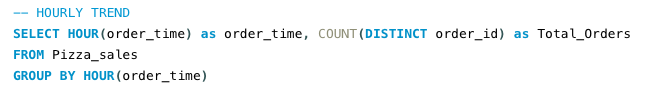 -- HOURLY TREND
SELECT HOUR(order_time) as order_time, COUNT(DISTINCT order_id) as Total_Orders
FROM Pizza_sales
GROUP BY HOUR(order_time)